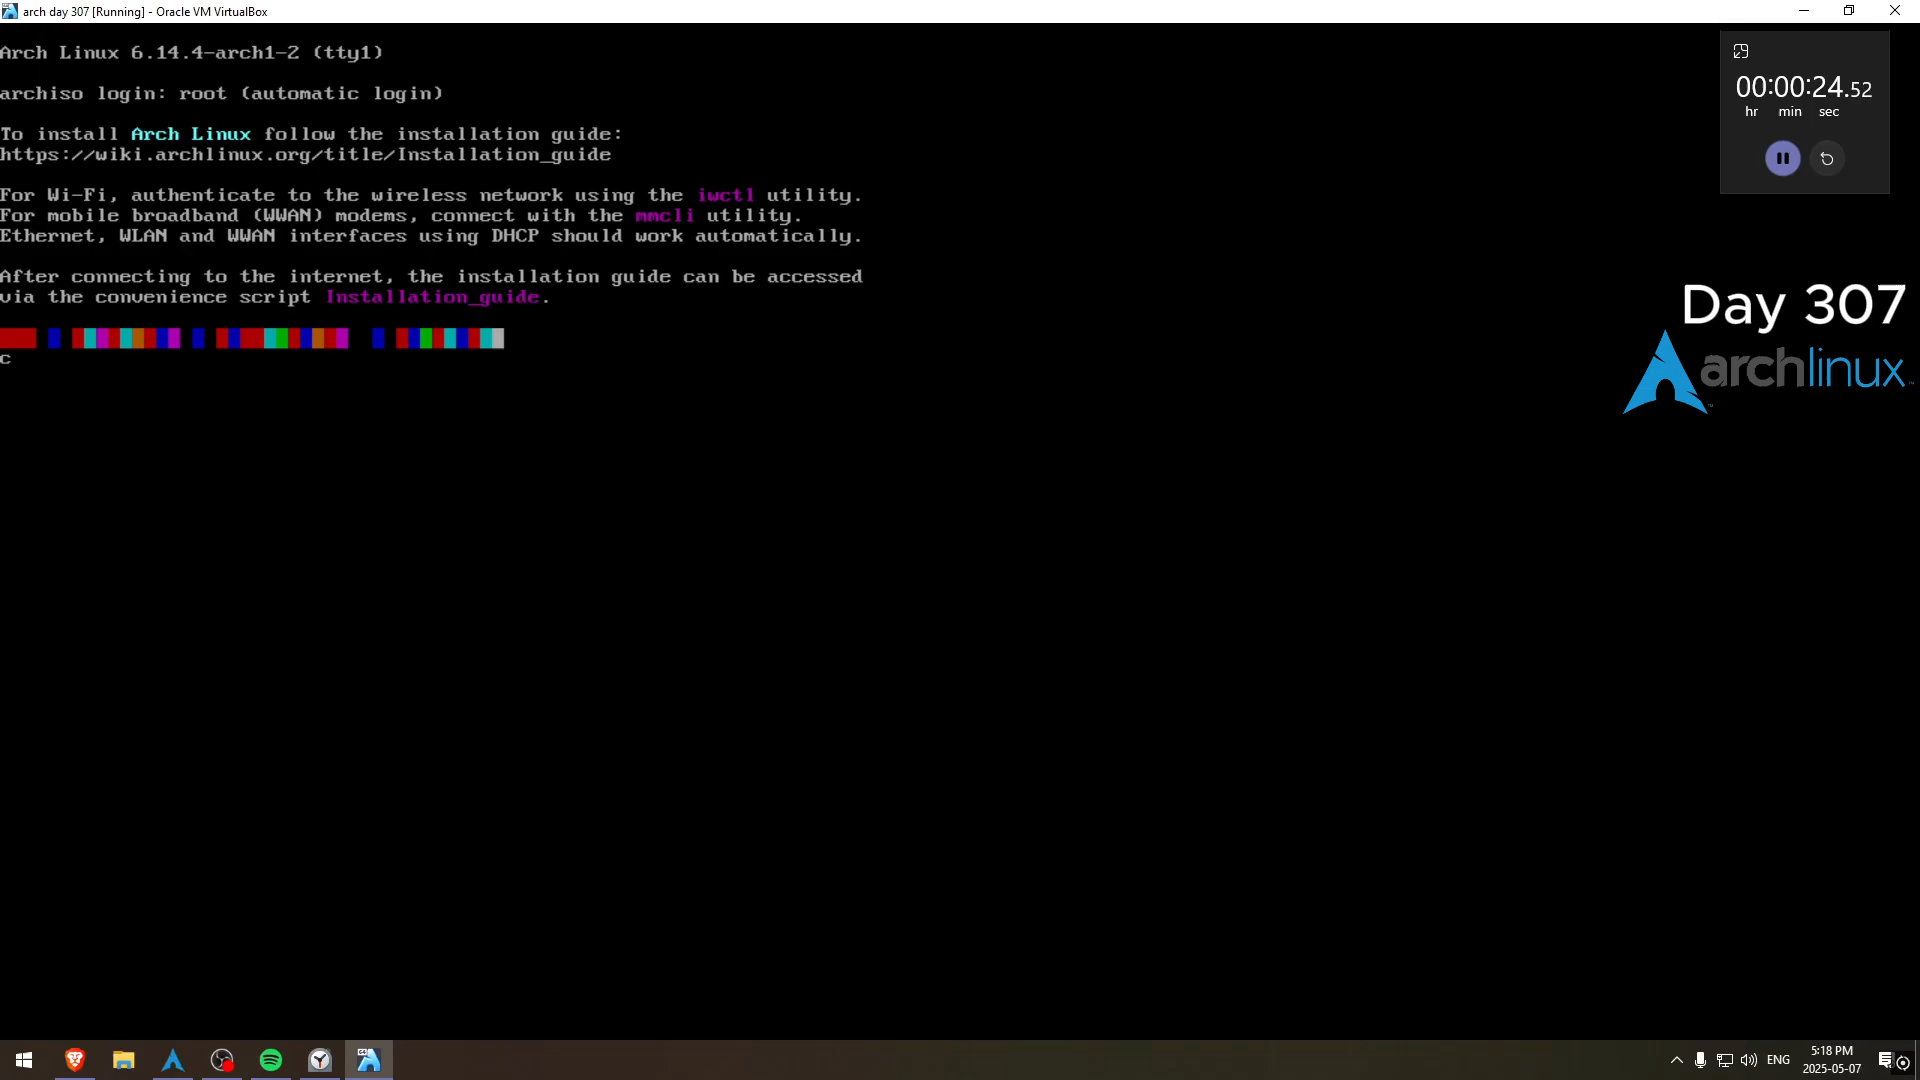 arch day 307 [Running] - Oracle VM VirtualBox
Arch Linux 6.14.4-arch1-2 (tty1)
archiso login: root (automatic login)
To install Arch Linux follow the installation guide:
https://wiki.archlinux.org/title/Installation_guide
For Wi-Fi, authenticate to the wireless network using the iwctl utility.
For mobile broadband (WWAN) modems, connect with the mmcli utility.
Ethernet, WLAN and WWAN interfaces using DHCP should work automatically.
After connecting to the internet, the installation guide can be accessed
via the convenience script Installation_guide.
c
00:00:24.52
hr min sec
Day 307
archlinux™
ENG
5:18 PM
2025-05-07